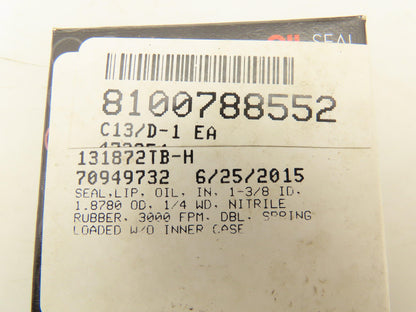 OIL SEAL
8100788552
C13/D-1 EA
131872TB-H
70949732 6/25/2015
SEAL,LIP, OIL, IN, 1-3/8 ID,
1.8780 OD, 1/4 WD, NITRILE
RUBBER, 3000 FPM, DBL, SPRING
LOADED W/O INNER CASE